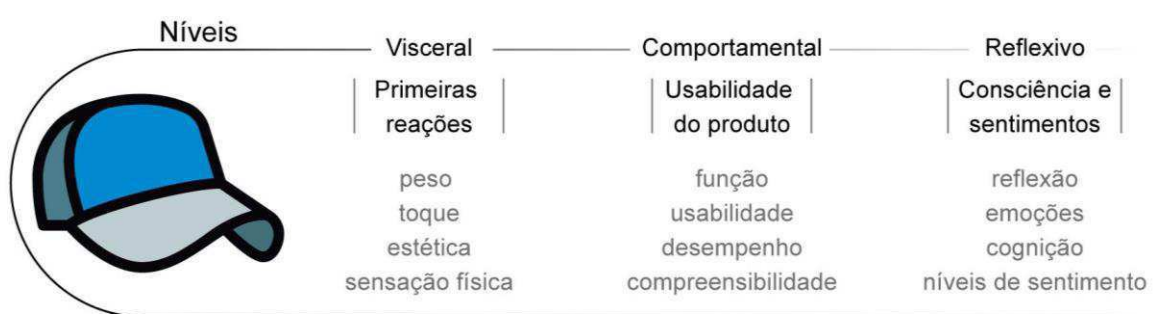 Níveis
Visceral
Comportamental
Reflexivo
Primeiras
reações
Usabilidade
do produto
Consciência e
sentimentos
peso
toque
estética
sensação física
função
usabilidade
desempenho
compreensibilidade
reflexão
emoções
cognição
níveis de sentimento